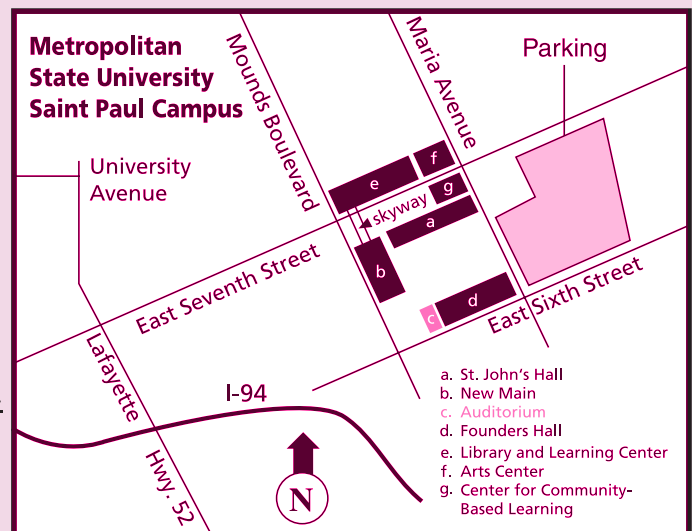 Metropolitan
State University
Saint Paul Campus
Mounds Boulevard
Maria Avenue
Parking
University
Avenue
e
f
g
skyway
a
b
c
d
East Seventh Street
East Sixth Street
Lafayette
Hwy. 52
I-94
N
a. St. John's Hall
b. New Main
c. Auditorium
d. Founders Hall
e. Library and Learning Center
f. Arts Center
g. Center for Community-
Based Learning